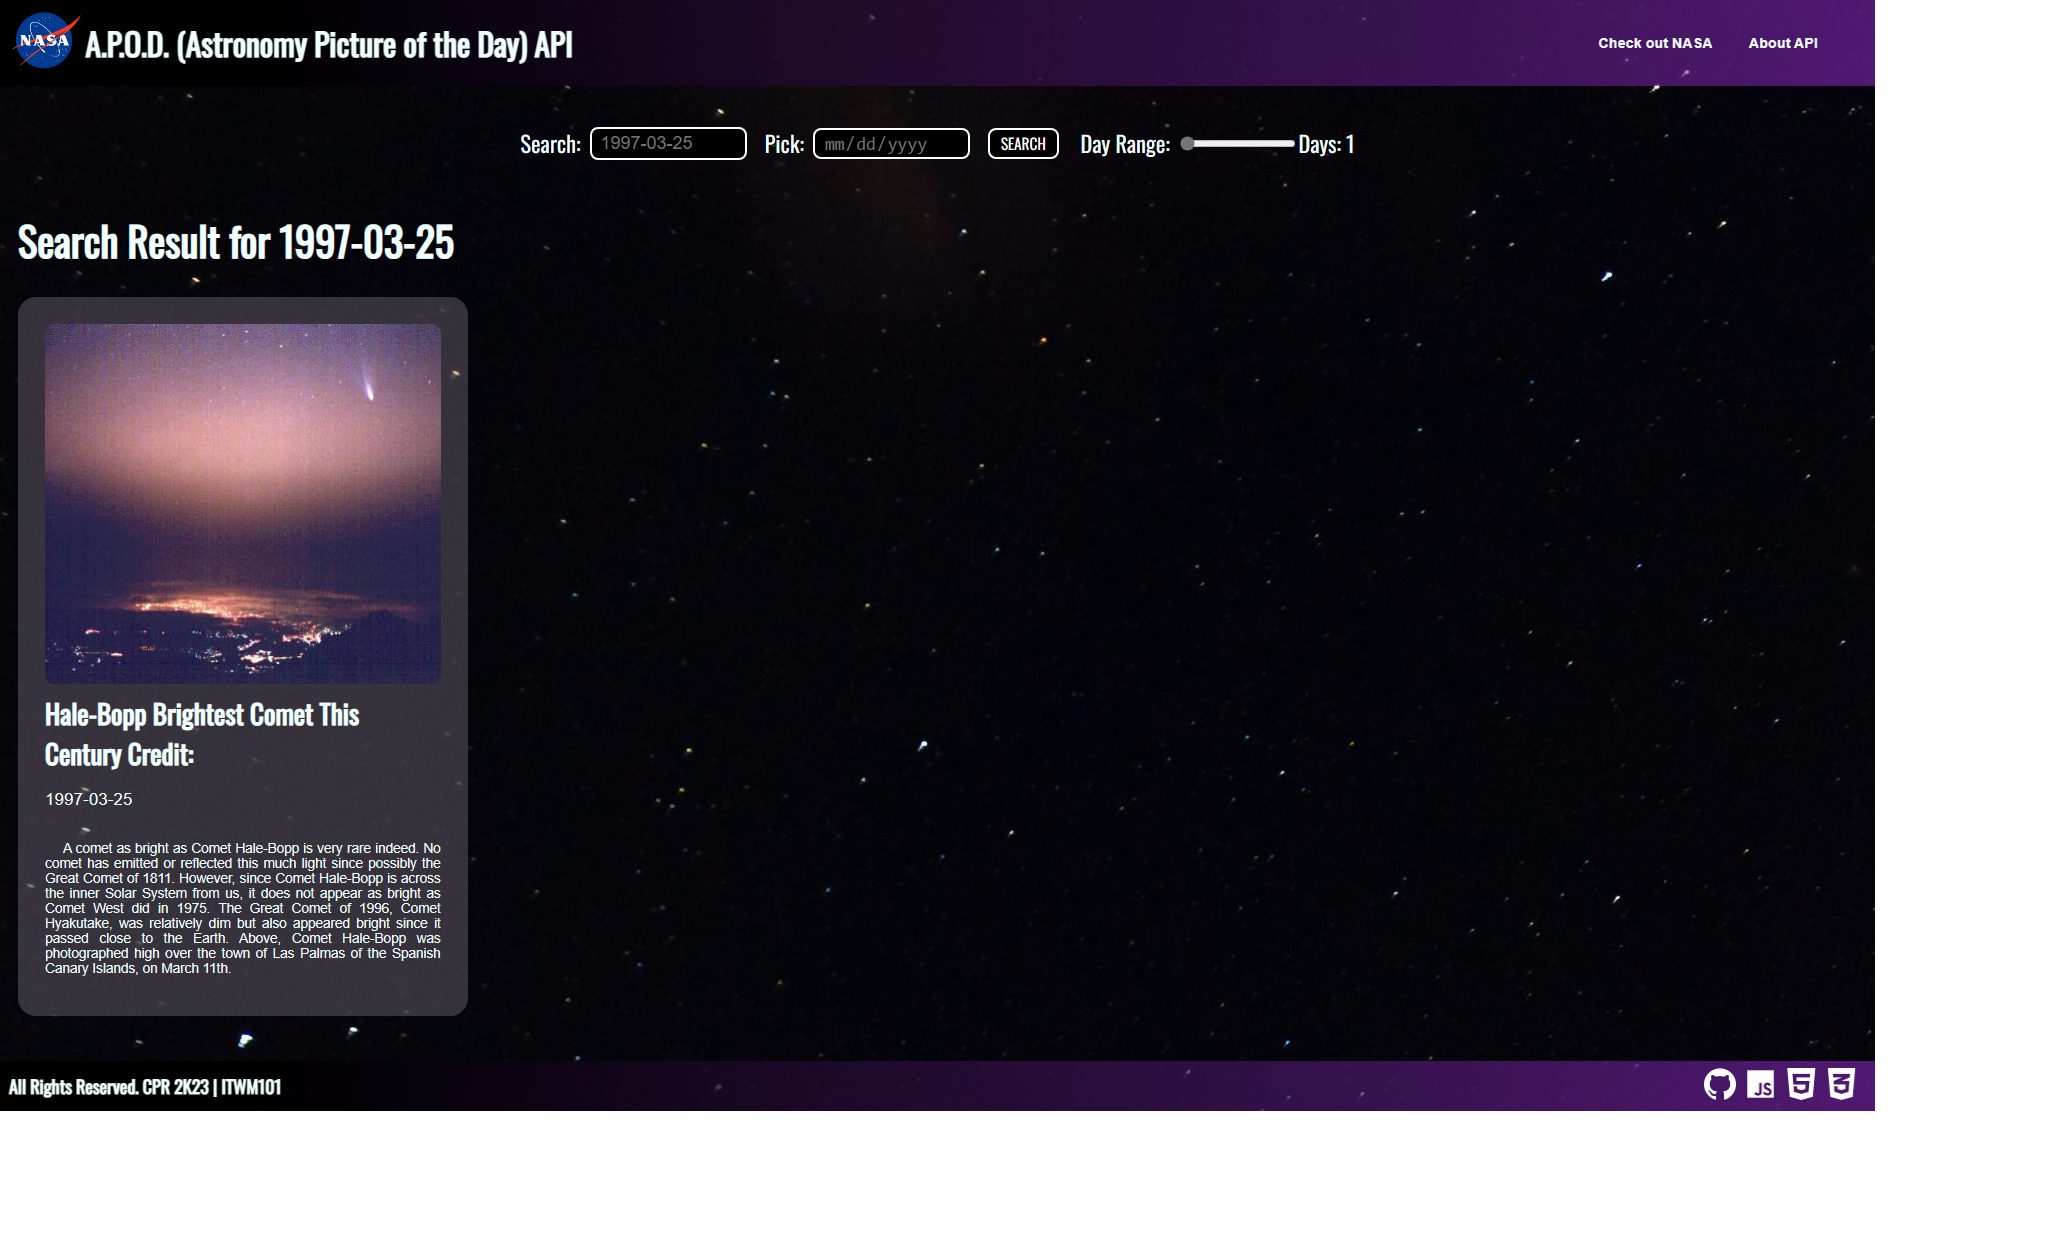 NASA
A.P.O.D. (Astronomy Picture of the Day) API
Check out NASA
About API
Search: 1997-03-25 Pick: mm/dd/yyyy SEARCH Day Range: Days: 1
Search Result for 1997-03-25
Hale-Bopp Brightest Comet This
Century Credit:
1997-03-25
A comet as bright as Comet Hale-Bopp is very rare indeed. No
comet has emitted or reflected this much light since possibly the
Great Comet of 1811. However, since Comet Hale-Bopp is across
the inner Solar System from us, it does not appear as bright as
Comet West did in 1975. The Great Comet of 1996, Comet
Hyakutake, was relatively dim but also appeared bright since it
passed close to the Earth. Above, Comet Hale-Bopp was
photographed high over the town of Las Palmas of the Spanish
Canary Islands, on March 11th.
All Rights Reserved. CPR 2K23 | ITWM101
JS
5
3